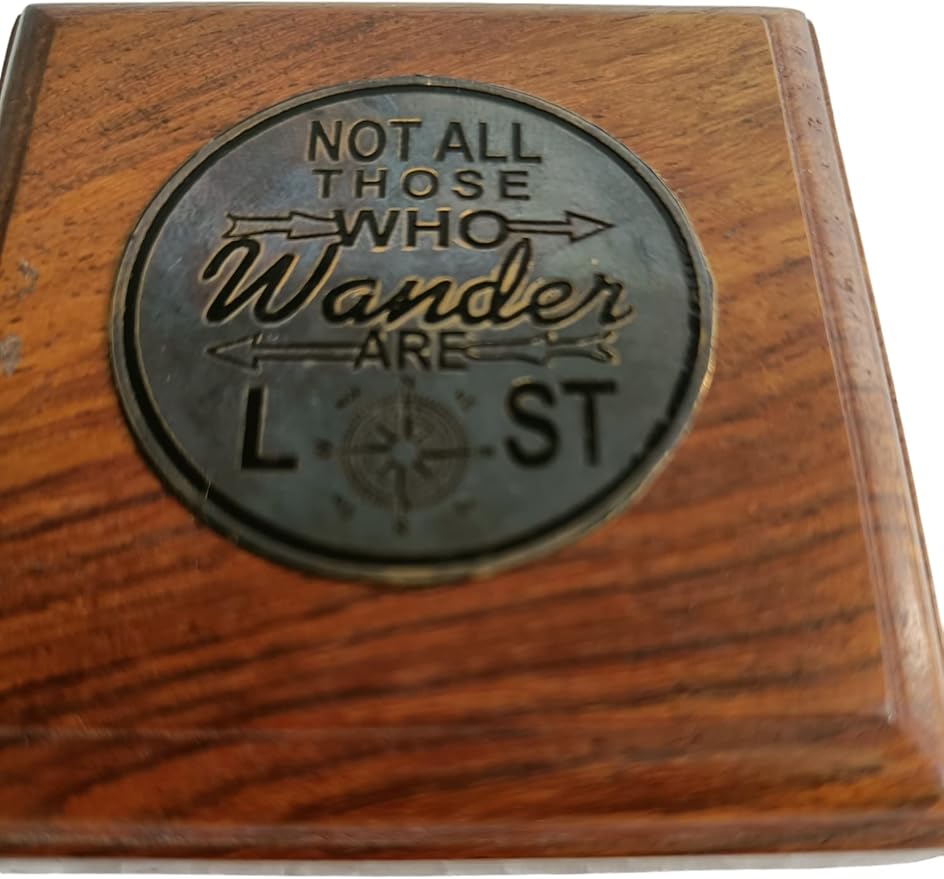 NOT ALL
THOSE
WHO
Wander
ARE
L ST